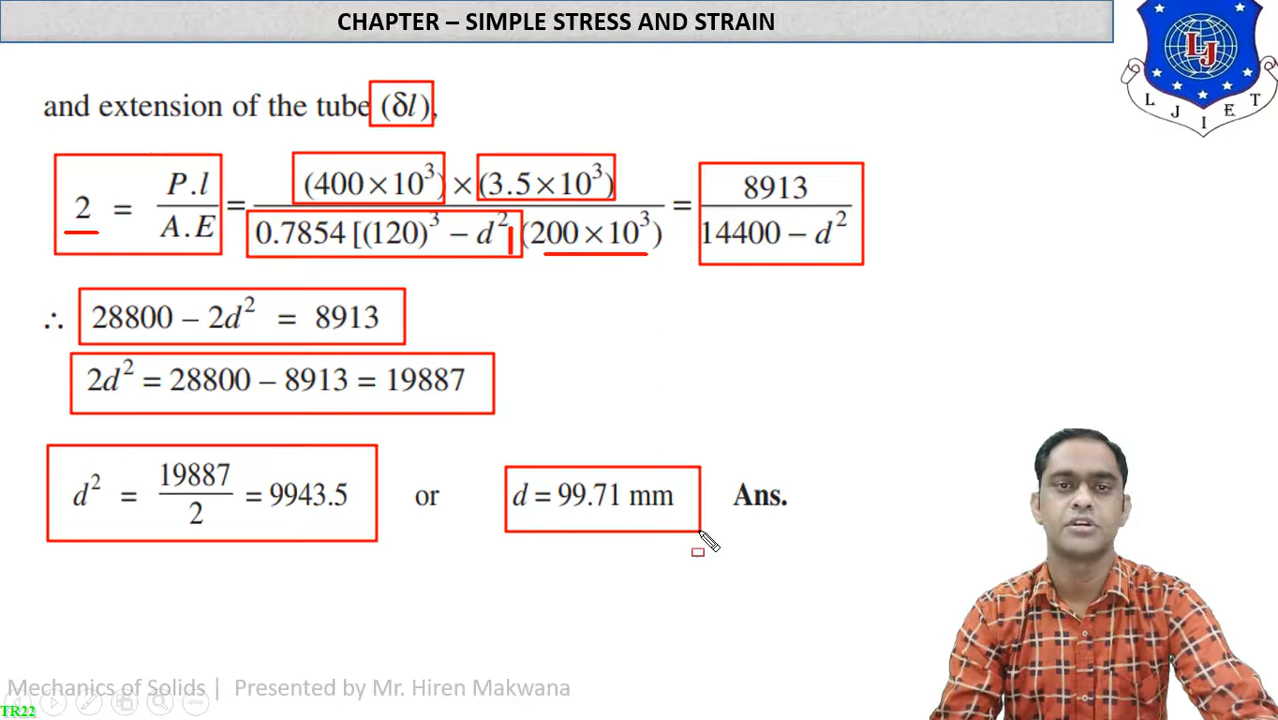 CHAPTER – SIMPLE STRESS AND STRAIN
LJ
L J I E T
and extension of the tube (δl),
2 = P.l / A.E = (400×10³) × (3.5×10³) / 0.7854 [(120)³ – d²] (200×10³) = 8913 / 14400 – d²
∴ 28800 – 2d² = 8913
2d² = 28800 – 8913 = 19887
d² = 19887 / 2 = 9943.5 or d = 99.71 mm Ans.
Mechanics of Solids | Presented by Mr. Hiren Makwana
TR22